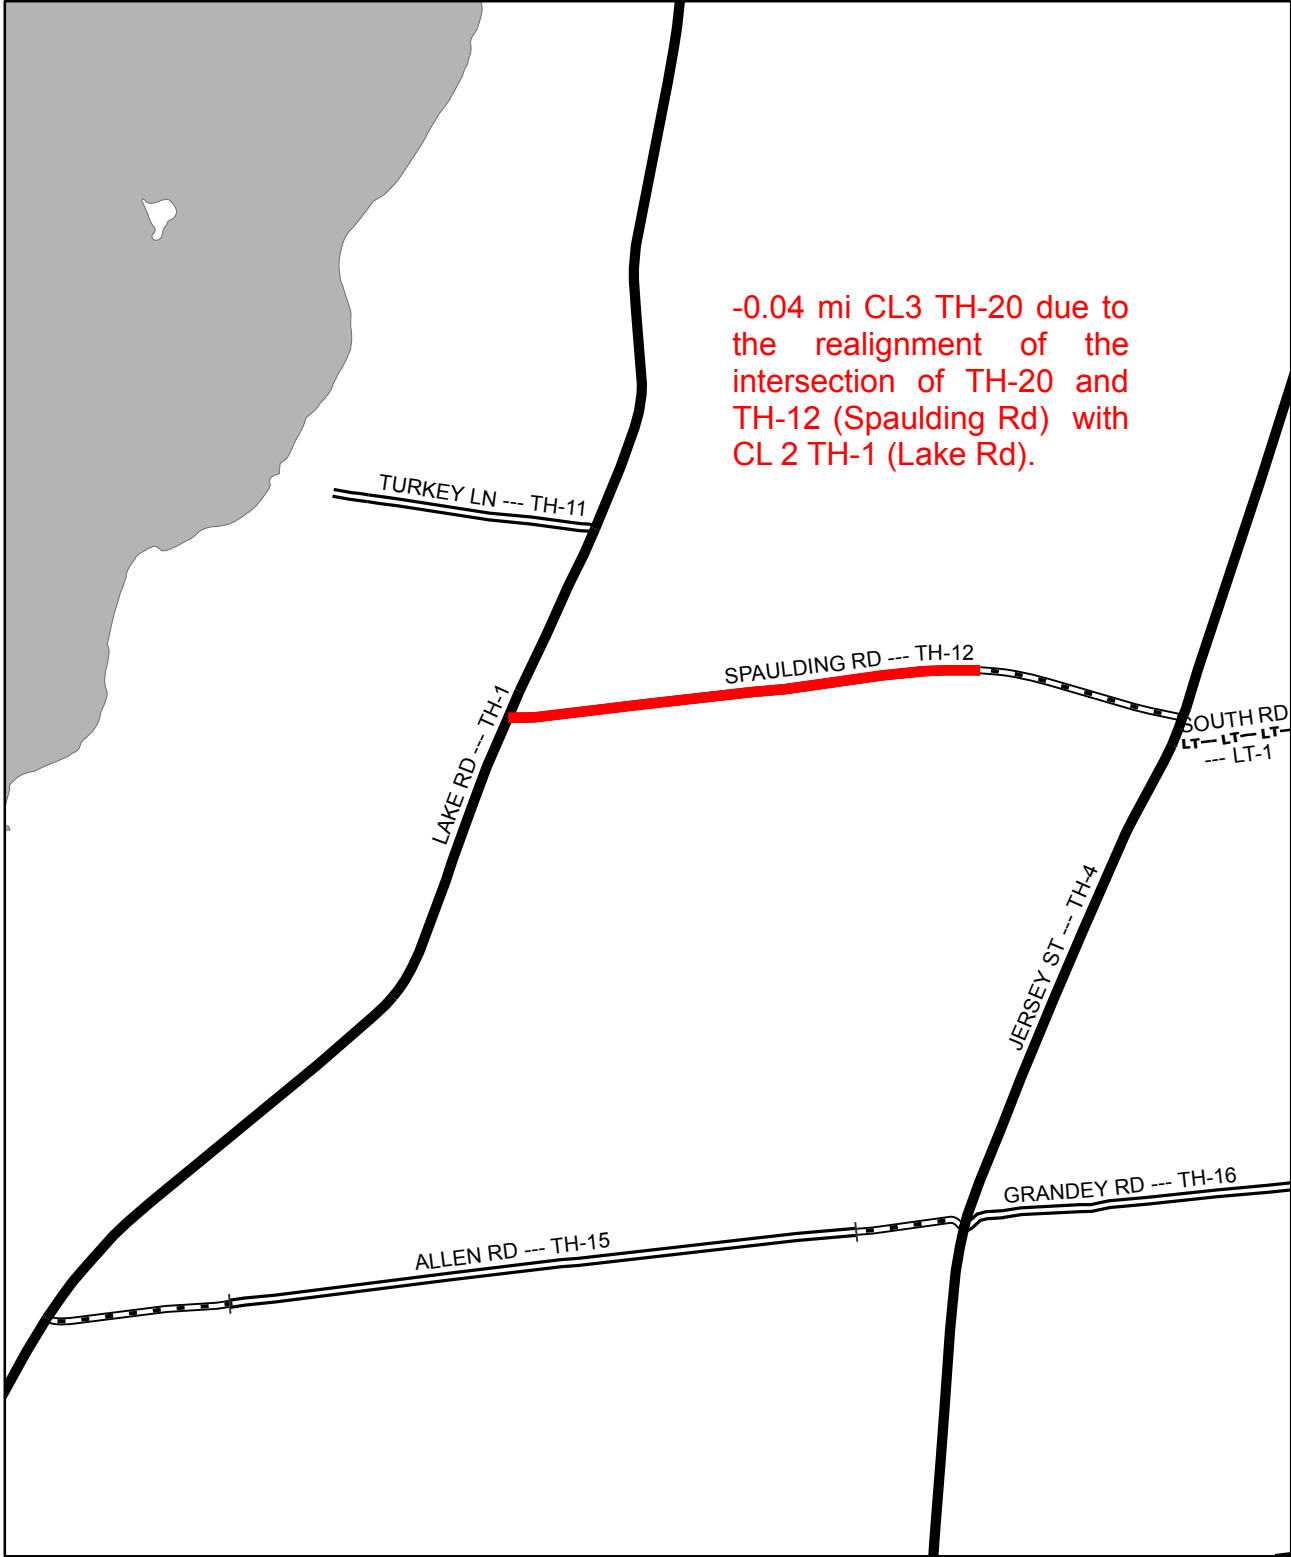 -0.04 mi CL3 TH-20 due to
the realignment of the
intersection of TH-20 and
TH-12 (Spaulding Rd) with
CL 2 TH-1 (Lake Rd).
TURKEY LN --- TH-11
SPAULDING RD --- TH-12
LAKE RD --- TH-1
SOUTH RD
LT LT LT
--- LT-1
JERSEY ST --- TH-4
GRANDEY RD --- TH-16
ALLEN RD --- TH-15